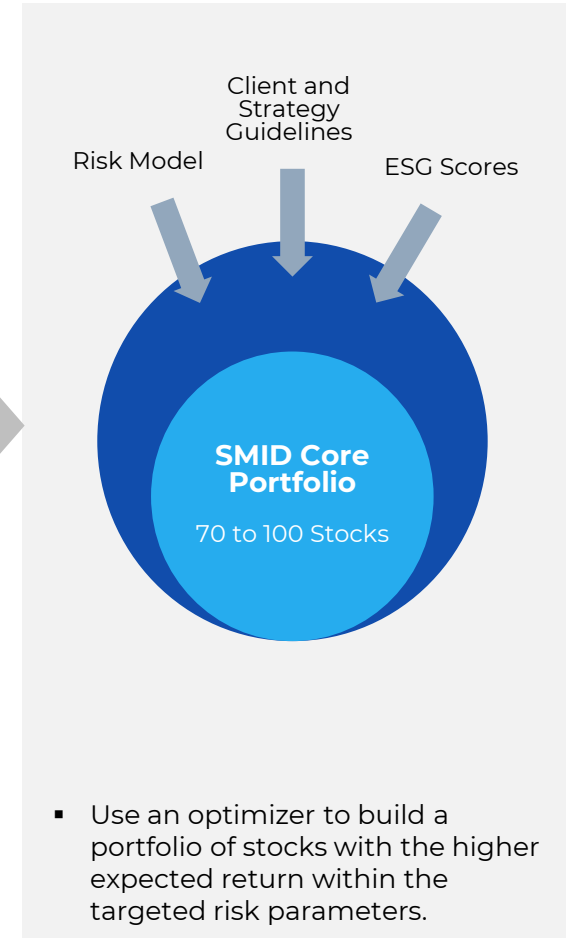 Client and
Strategy
Guidelines
Risk Model
ESG Scores
SMID Core
Portfolio
70 to 100 Stocks
▪ Use an optimizer to build a
portfolio of stocks with the higher
expected return within the
targeted risk parameters.